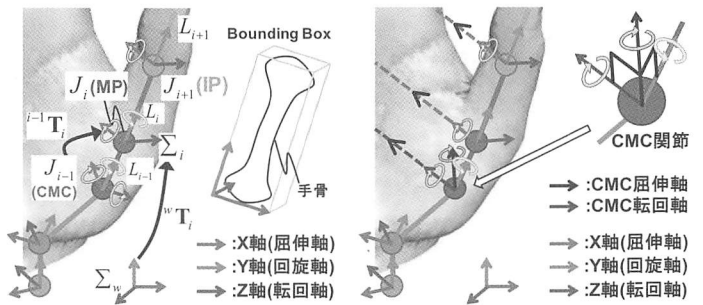 L_{i+1}
Bounding Box
J_i (MP)
J_{i+1} (IP)
^{i-1}T_i
L_i
Σ_i
J_{i-1}
(CMC)
L_{i-1}
手骨
^wT_i
:X軸(屈伸軸)
:Y軸(回旋軸)
:Z軸(転回軸)
Σ_w
CMC関節
:CMC屈伸軸
:CMC転回軸
:X軸(屈伸軸)
:Y軸(回旋軸)
:Z軸(転回軸)